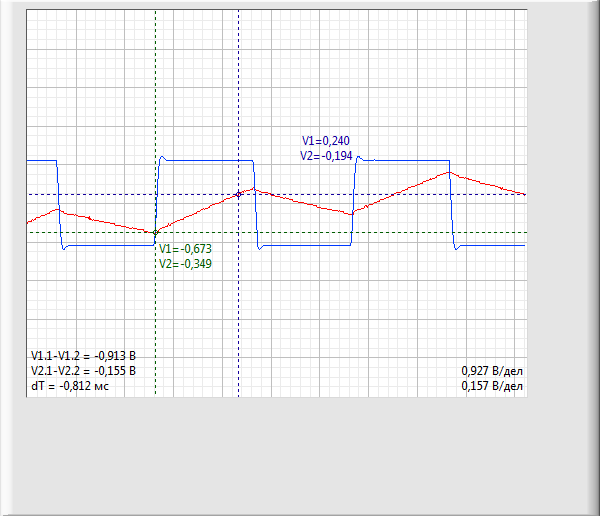 V1=0,240
V2=-0,194
V1=-0,673
V2=-0,349
V1.1-V1.2 = -0,913 В
V2.1-V2.2 = -0,155 В
dT = -0,812 мс
0,927 В/дел
0,157 В/дел